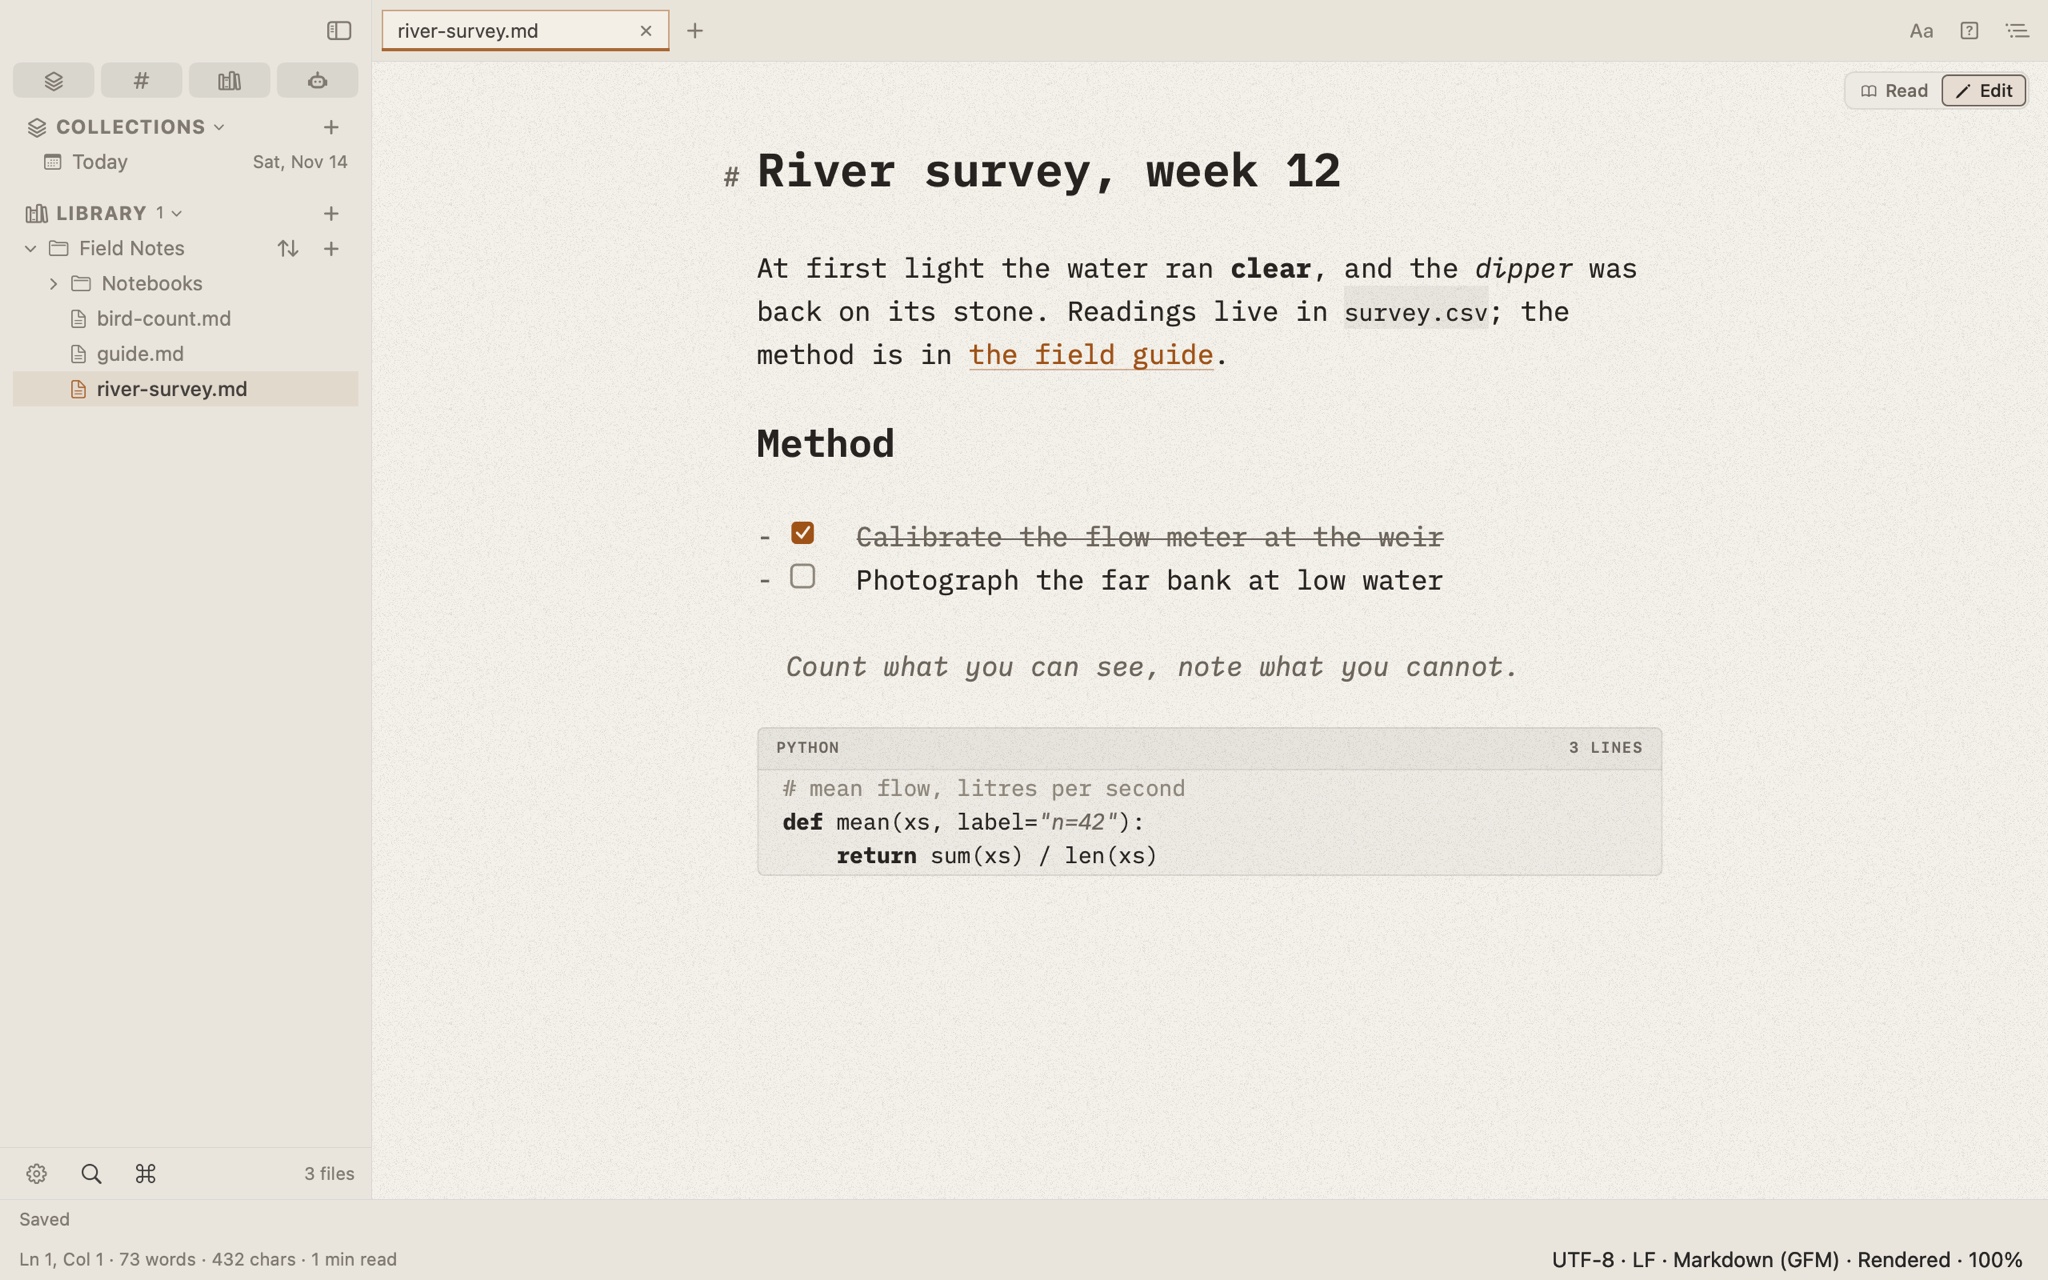 river-survey.md
Aa
Read
Edit
#
COLLECTIONS
Today Sat, Nov 14
LIBRARY 1
Field Notes
Notebooks
bird-count.md
guide.md
river-survey.md
3 files
# River survey, week 12
At first light the water ran clear, and the dipper was
back on its stone. Readings live in survey.csv; the
method is in the field guide.
Method
- Calibrate the flow meter at the weir
- Photograph the far bank at low water
Count what you can see, note what you cannot.
PYTHON 3 LINES
# mean flow, litres per second
def mean(xs, label="n=42"):
    return sum(xs) / len(xs)
Saved
Ln 1, Col 1 · 73 words · 432 chars · 1 min read
UTF-8 · LF · Markdown (GFM) · Rendered · 100%